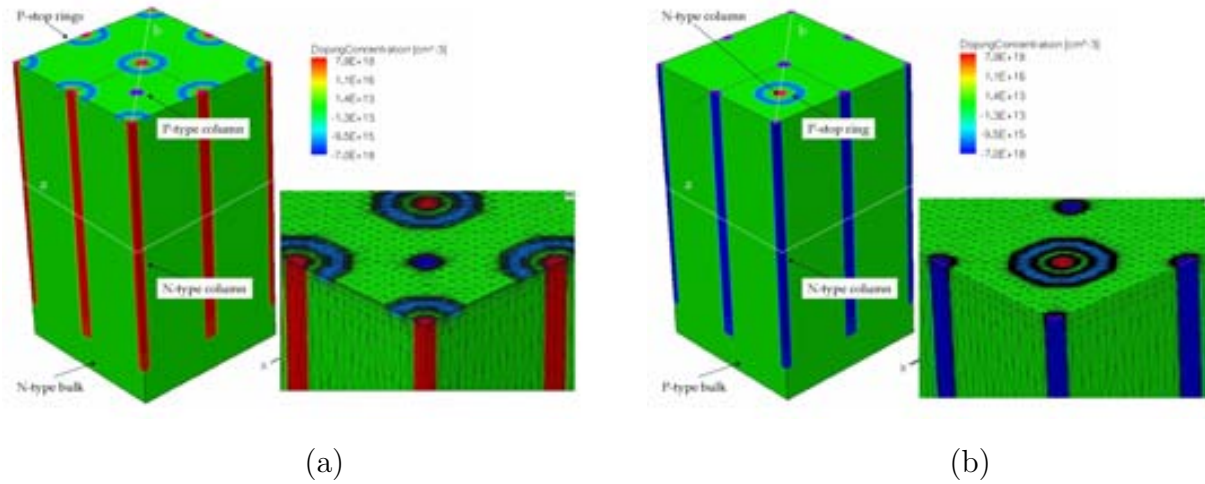 P-stop rings
b
DopingConcentration [cm^-3]
7.0E+18
1.1E+16
1.4E+13
-1.3E+13
-9.5E+15
-7.0E+18
P-type column
a
N-type column
N-type bulk
x
(a)
N-type column
b
DopingConcentration [cm^-3]
7.0E+18
1.1E+16
1.4E+13
-1.3E+13
-9.5E+15
-7.0E+18
P-stop ring
a
N-type column
P-type bulk
x
(b)